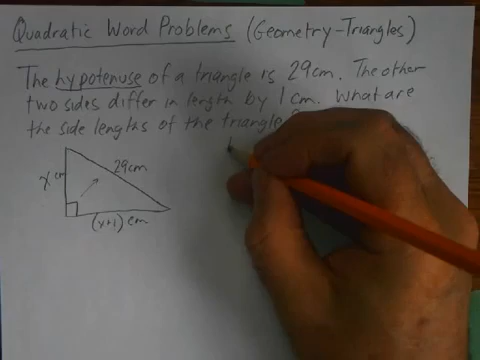 Quadratic Word Problems (Geometry-Triangles)
The hypotenuse of a triangle is 29cm. The other
two sides differ in length by 1cm. What are
the side lengths of the triangle
x cm
29cm
(x+1) cm